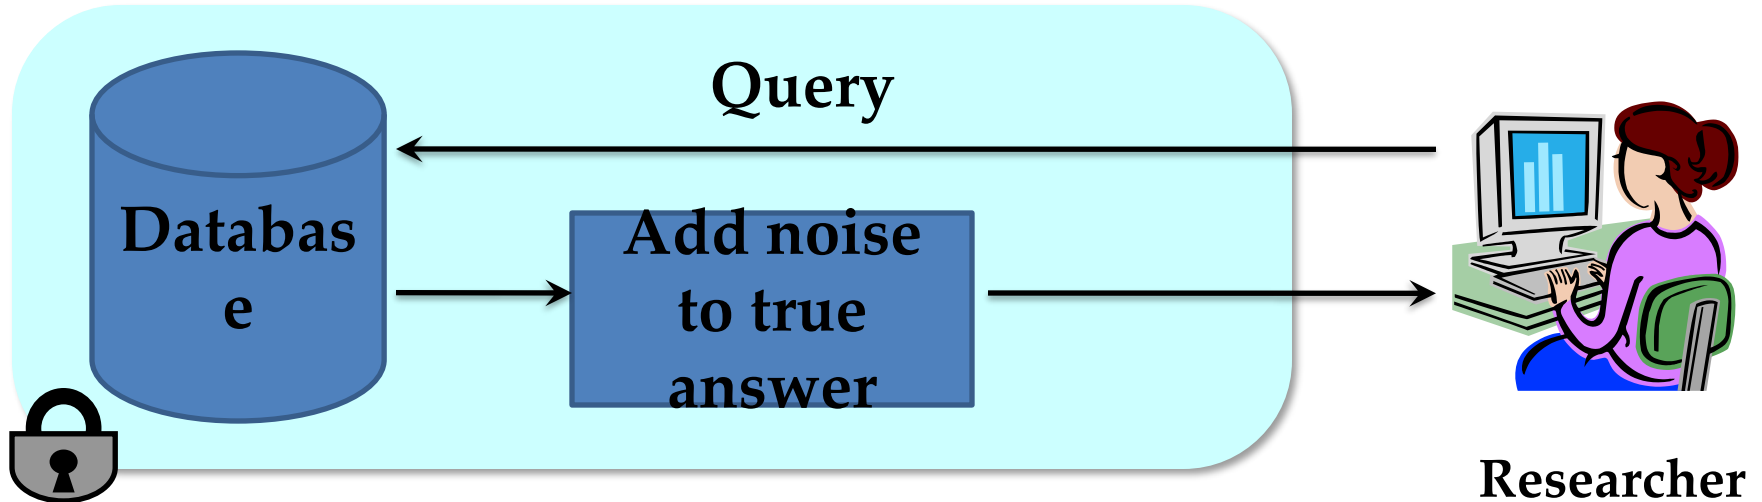 Query
Databas
e
Add noise
to true
answer
Researcher